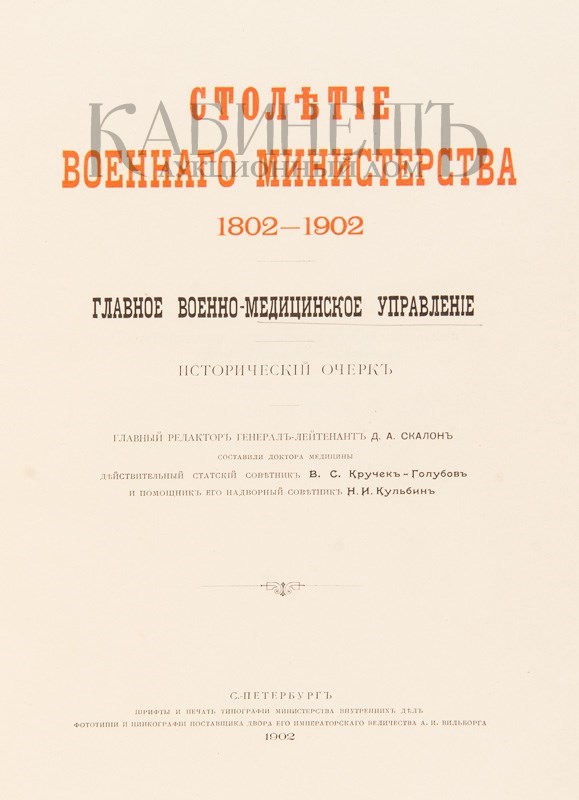 СТОЛѢТІЕ
КАБИНЕТЪ
ВОЕННАГО МИНИСТЕРСТВА
АУКЦИОННЫЙ ДОМ
1802—1902
ГЛАВНОЕ ВОЕННО-МЕДИЦИНСКОЕ УПРАВЛЕНІЕ
ИСТОРИЧЕСКІЙ ОЧЕРКЪ
ГЛАВНЫЙ РЕДАКТОРЪ ГЕНЕРАЛЪ-ЛЕЙТЕНАНТЪ Д. А. СКАЛОНЪ
СОСТАВИЛИ ДОКТОРА МЕДИЦИНЫ
ДѢЙСТВИТЕЛЬНЫЙ СТАТСКІЙ СОВѢТНИКЪ В. С. Кручекъ-Голубовъ
И ПОМОЩНИКЪ ЕГО НАДВОРНЫЙ СОВѢТНИКЪ Н. И. Кульбинъ
С.-ПЕТЕРБУРГЪ
ШРИФТЫ И ПЕЧАТЬ ТИПОГРАФІИ МИНИСТЕРСТВА ВНУТРЕННИХЪ ДѢЛЪ
ФОТОТИПІИ И ЦИНКОГРАФІИ ПОСТАВЩИКА ДВОРА ЕГО ИМПЕРАТОРСКАГО ВЕЛИЧЕСТВА А. И. ВИЛЬБОРГА
1902